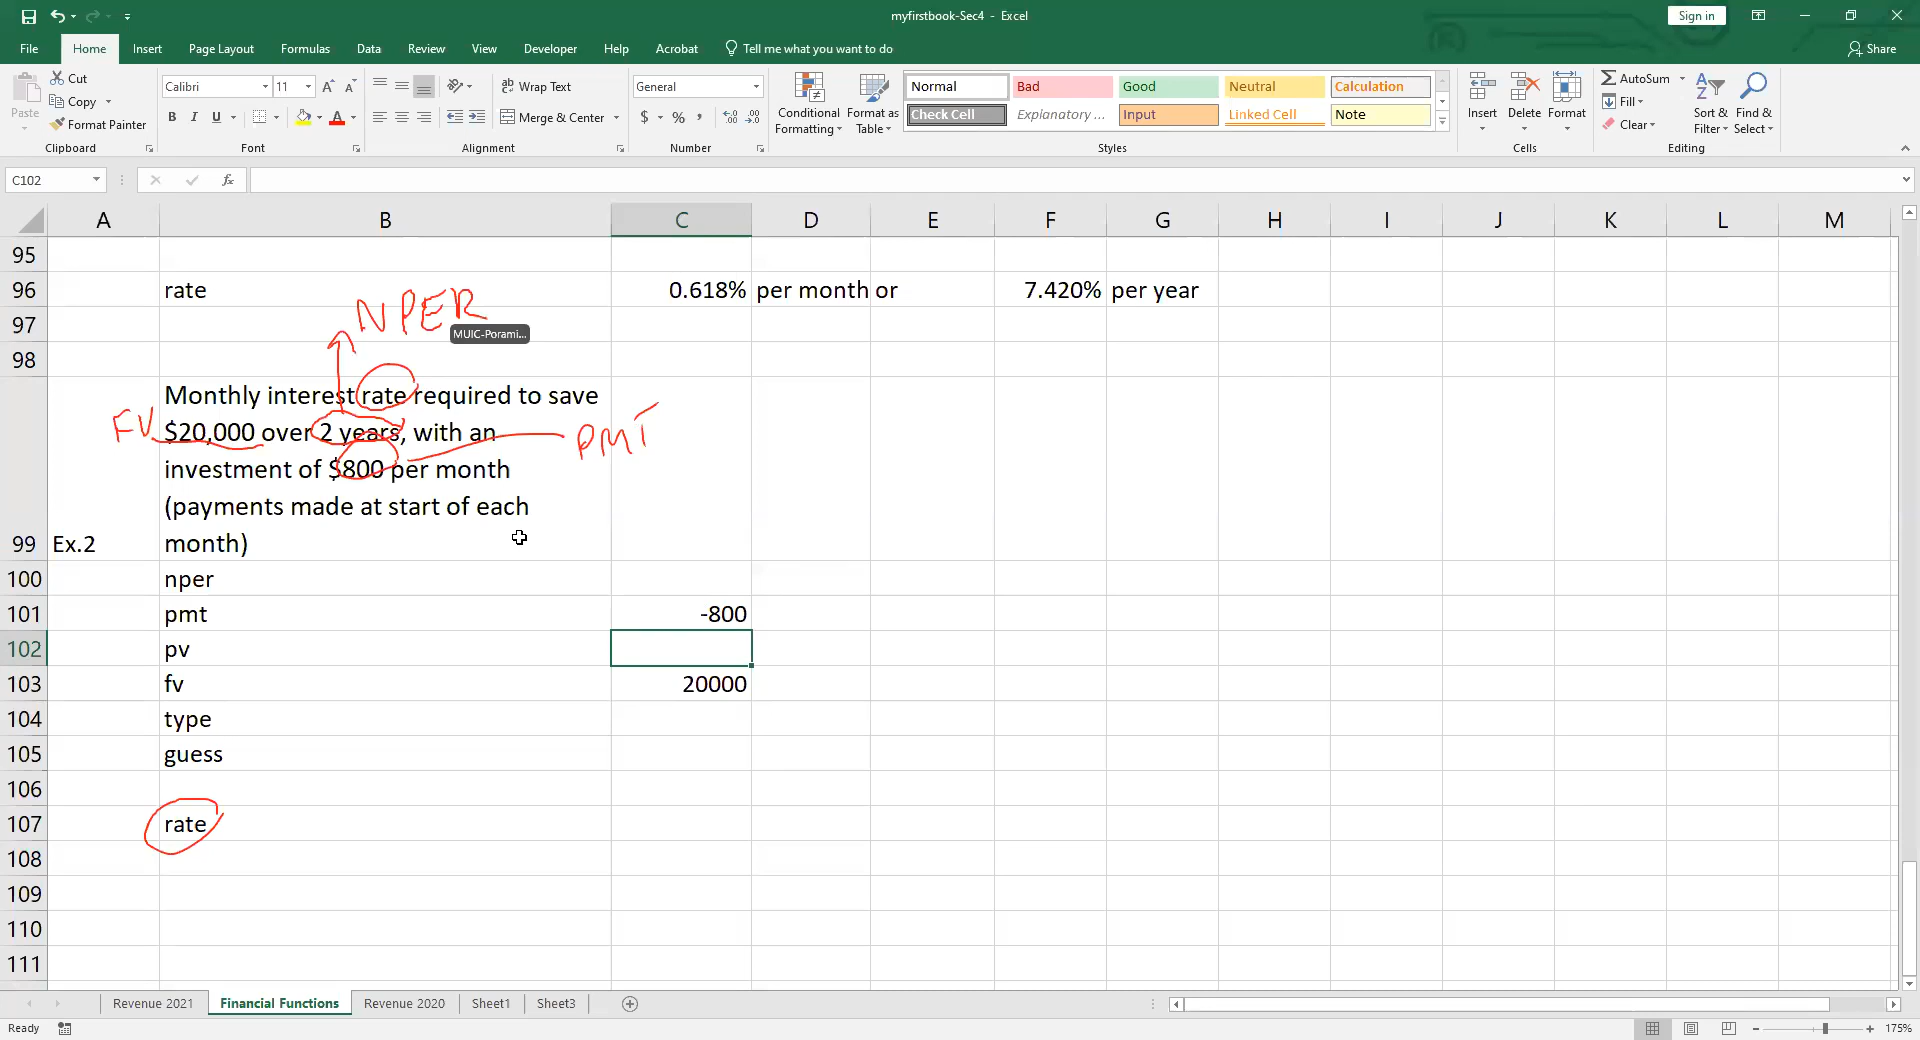 myfirstbook-Sec4 - Excel
Sign in
File Home Insert Page Layout Formulas Data Review View Developer Help Acrobat Tell me what you want to do Share
Paste Cut Copy Format Painter Clipboard
Calibri 11 B I U A Font
Wrap Text Merge & Center Alignment
General $ % , Number
Conditional Formatting Format as Table
Normal Bad Good Neutral Calculation
Check Cell Explanatory ... Input Linked Cell Note
Styles
Insert Delete Format Cells
AutoSum Fill Clear Sort & Filter Find & Select Editing
C102 fx
A B C D E F G H I J K L M
95
96 rate 0.618% per month or 7.420% per year
NPER
97
MUIC-Porami...
98
Monthly interest rate required to save
FV $20,000 over 2 years, with an PMT
investment of $800 per month
(payments made at start of each
99 Ex.2 month)
100 nper
101 pmt -800
102 pv
103 fv 20000
104 type
105 guess
106
107 rate
108
109
110
111
Revenue 2021 Financial Functions Revenue 2020 Sheet1 Sheet3
Ready 175%